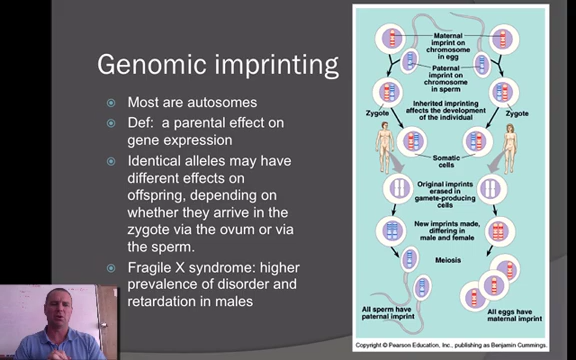 Genomic imprinting
Most are autosomes
Def: a parental effect on
gene expression
Identical alleles may have
different effects on
offspring, depending on
whether they arrive in the
zygote via the ovum or via
the sperm.
Fragile X syndrome: higher
prevalence of disorder and
retardation in males
Maternal
imprint on
chromosome
in egg
Paternal
imprint on
chromosome
in sperm
Zygote
Zygote
Inherited imprinting
effects the development
of the individual
Somatic
cells
Original imprints
erased in
gamete-producing
cells
New imprints made,
differing in
male and female
Meiosis
All sperm have
paternal imprint
All eggs have
maternal imprint
Copyright © Pearson Education, Inc., publishing as Benjamin Cummings.